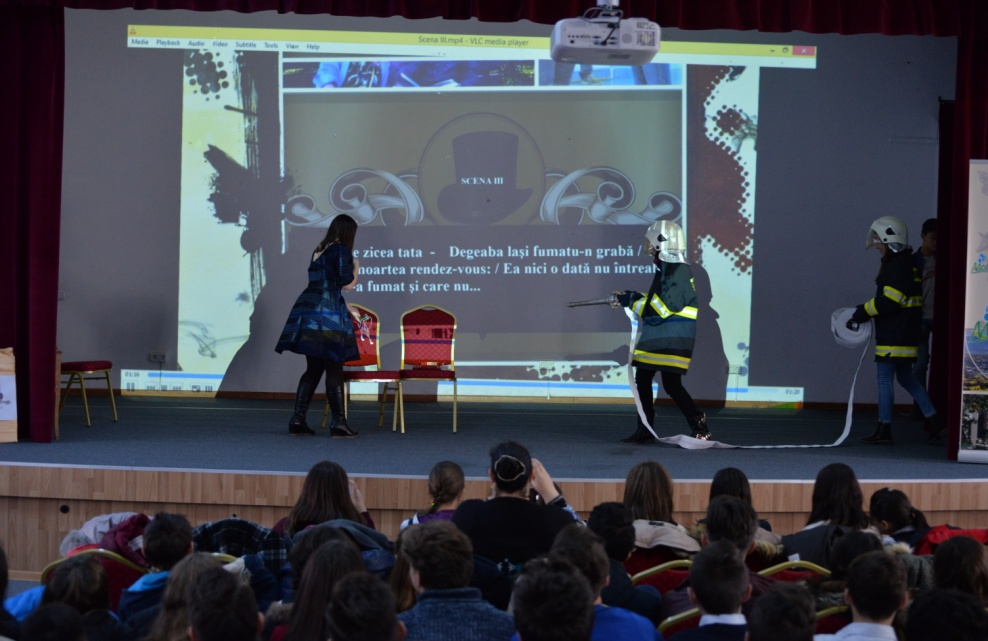 Scena III.mp4 - VLC media player
Media Playback Audio Video Subtitle Tools View Help
SCENA III
e zicea tata - Degeaba lași fumatu-n grabă /
moartea rendez-vous: / Ea nici o dată nu întreab
-a fumat și care nu...